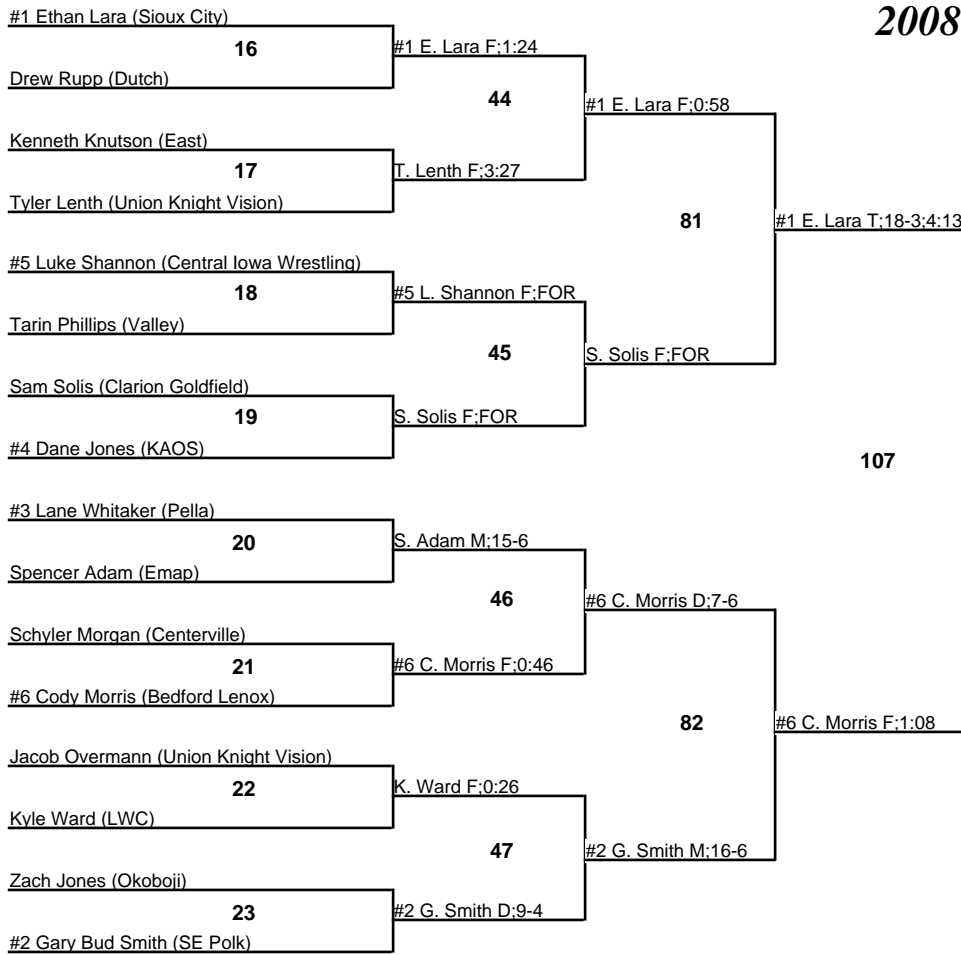 2008
#1 Ethan Lara (Sioux City)
16
#1 E. Lara F;1:24
Drew Rupp (Dutch)
44
#1 E. Lara F;0:58
Kenneth Knutson (East)
17
T. Lenth F;3:27
Tyler Lenth (Union Knight Vision)
81
#1 E. Lara T;18-3;4:13
#5 Luke Shannon (Central Iowa Wrestling)
18
#5 L. Shannon F;FOR
Tarin Phillips (Valley)
45
S. Solis F;FOR
Sam Solis (Clarion Goldfield)
19
S. Solis F;FOR
#4 Dane Jones (KAOS)
107
#3 Lane Whitaker (Pella)
20
S. Adam M;15-6
Spencer Adam (Emap)
46
#6 C. Morris D;7-6
Schyler Morgan (Centerville)
21
#6 C. Morris F;0:46
#6 Cody Morris (Bedford Lenox)
82
#6 C. Morris F;1:08
Jacob Overmann (Union Knight Vision)
22
K. Ward F;0:26
Kyle Ward (LWC)
47
#2 G. Smith M;16-6
Zach Jones (Okoboji)
23
#2 G. Smith D;9-4
#2 Gary Bud Smith (SE Polk)